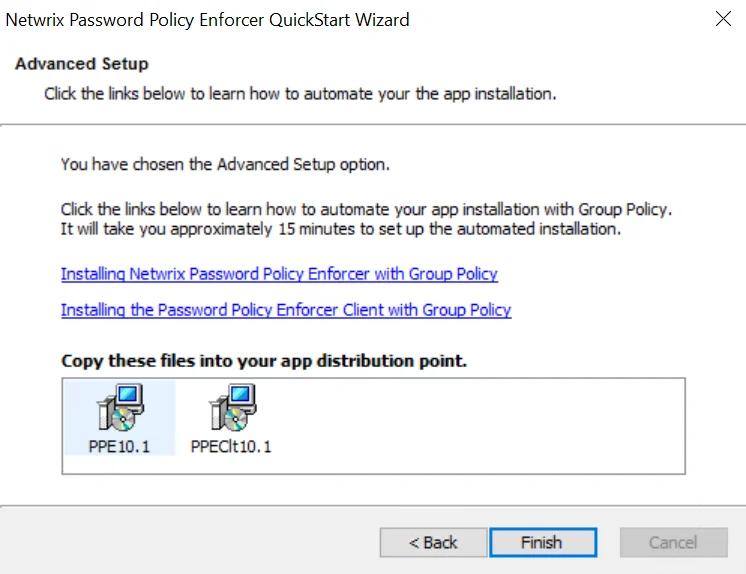 Netwrix Password Policy Enforcer QuickStart Wizard
Advanced Setup
Click the links below to learn how to automate your the app installation.
You have chosen the Advanced Setup option.
Click the links below to learn how to automate your app installation with Group Policy.
It will take you approximately 15 minutes to set up the automated installation.
Installing Netwrix Password Policy Enforcer with Group Policy
Installing the Password Policy Enforcer Client with Group Policy
Copy these files into your app distribution point.
PPE10.1 PPEClt10.1
< Back Finish Cancel